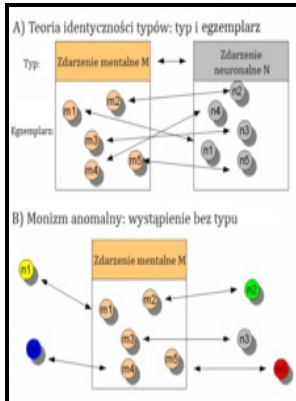 A) Teoria identyczności typów: typ i egzemplarz
Typ:
Zdarzenie mentalne M
Zdarzenie
neuronalne N
Egzemplarz:
m1
m2
m3
m4
m5
n2
n4
n3
n1
n5
B) Monizm anomalny: wystąpienie bez typu
Zdarzenie mentalne M
n1
m1
m2
m3
m4
m5
n2
n3